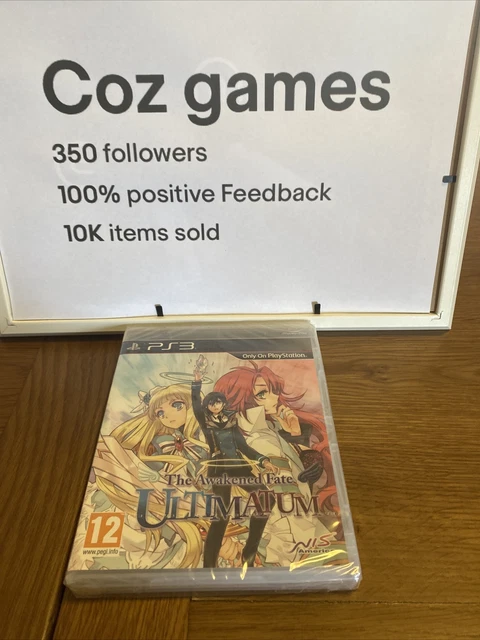 Coz games
350 followers
100% positive Feedback
10K items sold
PS3
Only On PlayStation.
The Awakened Fate
ULTIMATUM
12
www.pegi.info
NIS
America